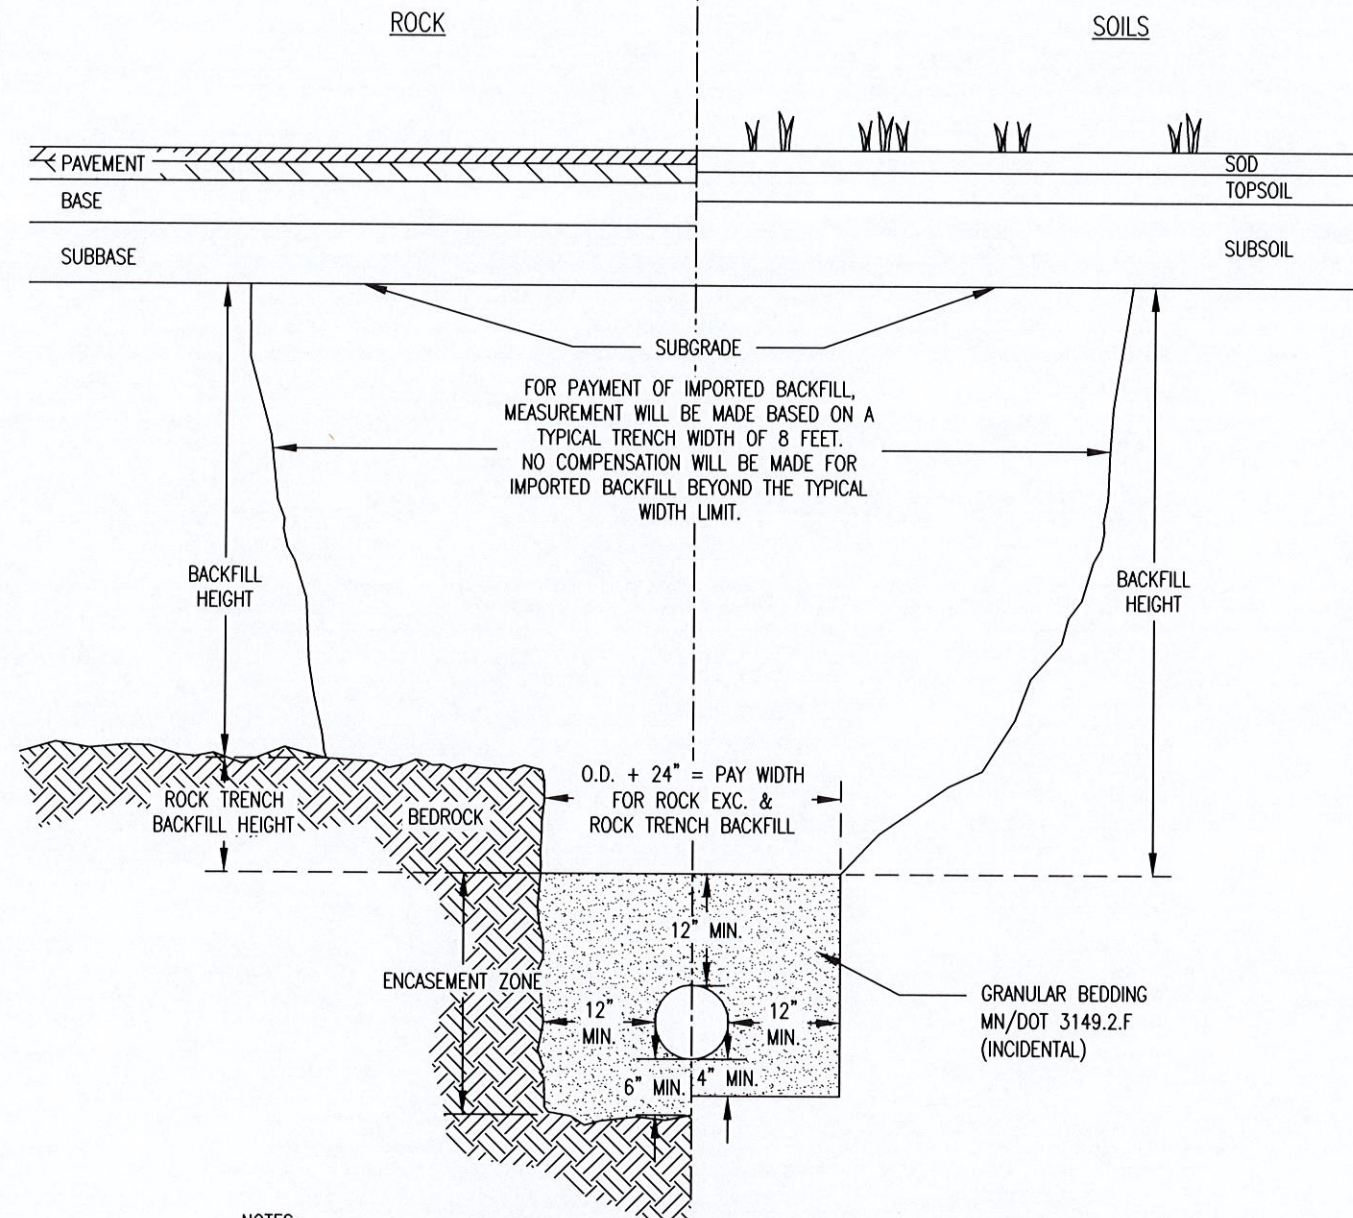 ROCK
SOILS
PAVEMENT
BASE
SUBBASE
SOD
TOPSOIL
SUBSOIL
SUBGRADE
FOR PAYMENT OF IMPORTED BACKFILL,
MEASUREMENT WILL BE MADE BASED ON A
TYPICAL TRENCH WIDTH OF 8 FEET.
NO COMPENSATION WILL BE MADE FOR
IMPORTED BACKFILL BEYOND THE TYPICAL
WIDTH LIMIT.
BACKFILL
HEIGHT
BACKFILL
HEIGHT
ROCK TRENCH
BACKFILL HEIGHT
BEDROCK
O.D. + 24" = PAY WIDTH
FOR ROCK EXC. &
ROCK TRENCH BACKFILL
12" MIN.
ENCASEMENT ZONE
12"
MIN.
12"
MIN.
6" MIN.
4" MIN.
GRANULAR BEDDING
MN/DOT 3149.2.F
(INCIDENTAL)
NOTES